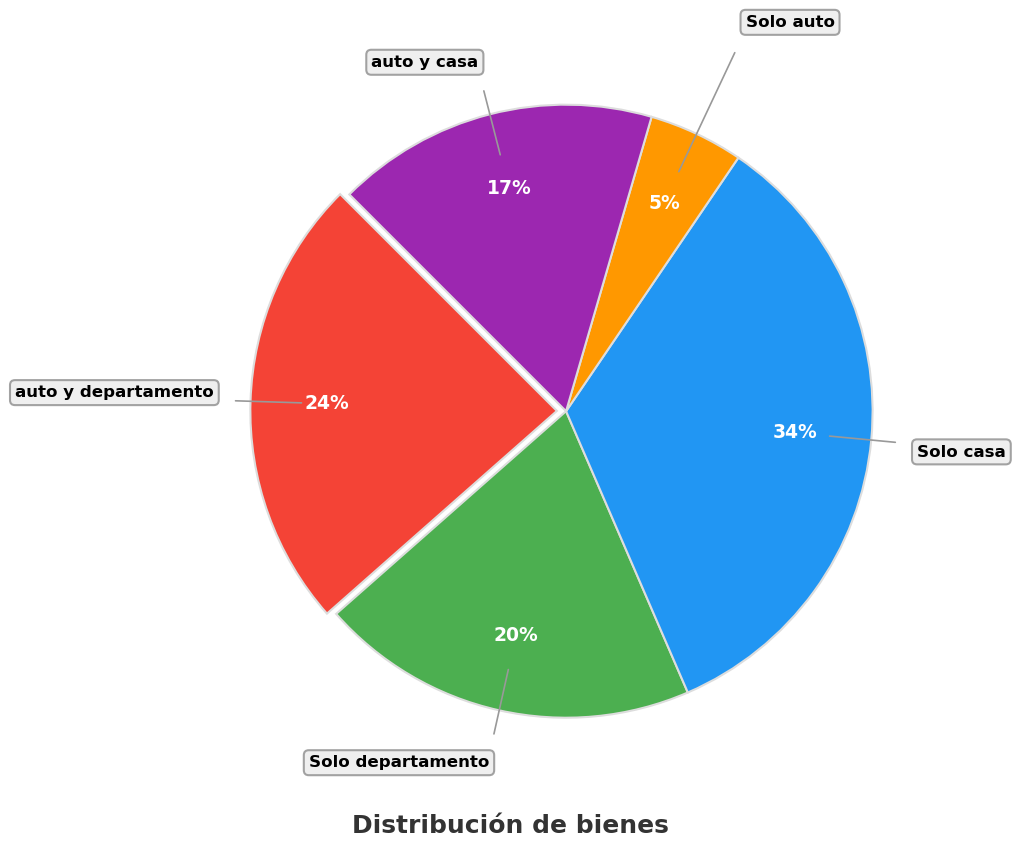 Solo auto
auto y casa
17%
5%
auto y departamento
24%
34%
Solo casa
20%
Solo departamento
Distribución de bienes